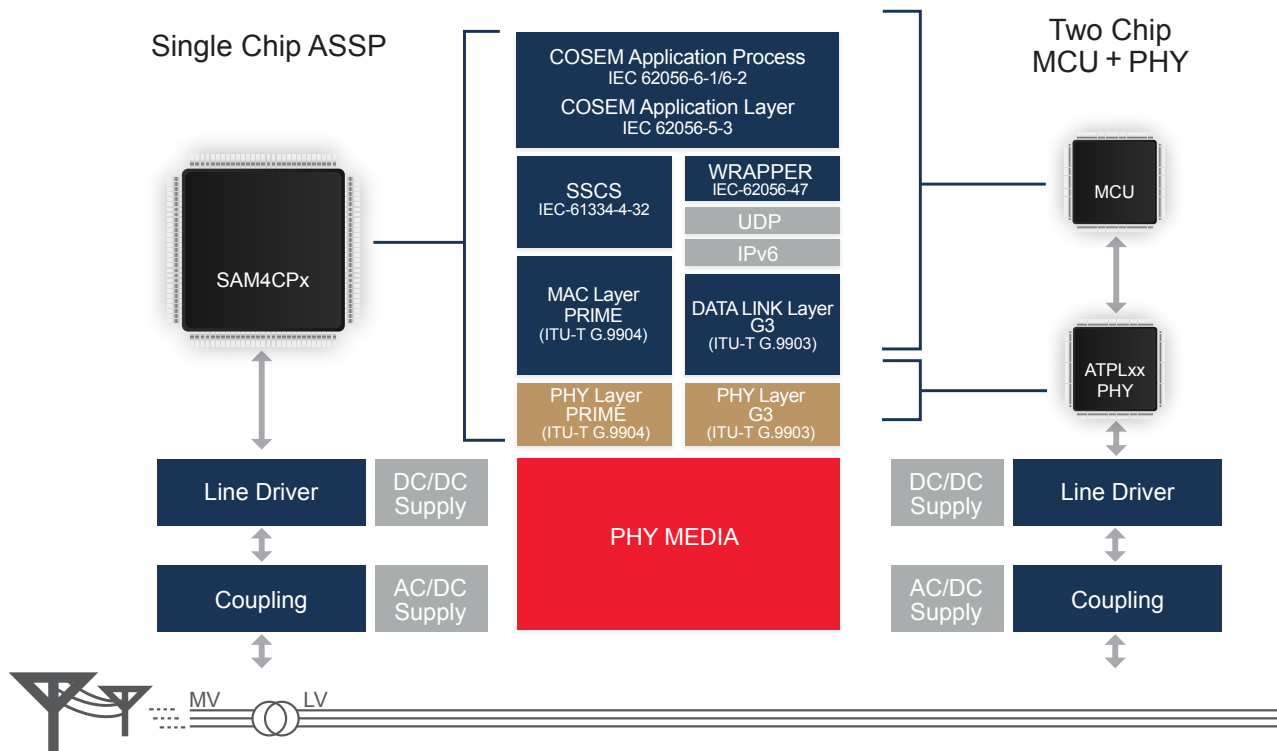 Single Chip ASSP
SAM4CPx
Line Driver
DC/DC
Supply
Coupling
AC/DC
Supply
COSEM Application Process
IEC 62056-6-1/6-2
COSEM Application Layer
IEC 62056-5-3
SSCS
IEC-61334-4-32
WRAPPER
IEC-62056-47
UDP
IPv6
MAC Layer
PRIME
(ITU-T G.9904)
DATA LINK Layer
G3
(ITU-T G.9903)
PHY Layer
PRIME
(ITU-T G.9904)
PHY Layer
G3
(ITU-T G.9903)
PHY MEDIA
Two Chip
MCU + PHY
MCU
ATPLxx
PHY
DC/DC
Supply
Line Driver
AC/DC
Supply
Coupling
MV
LV